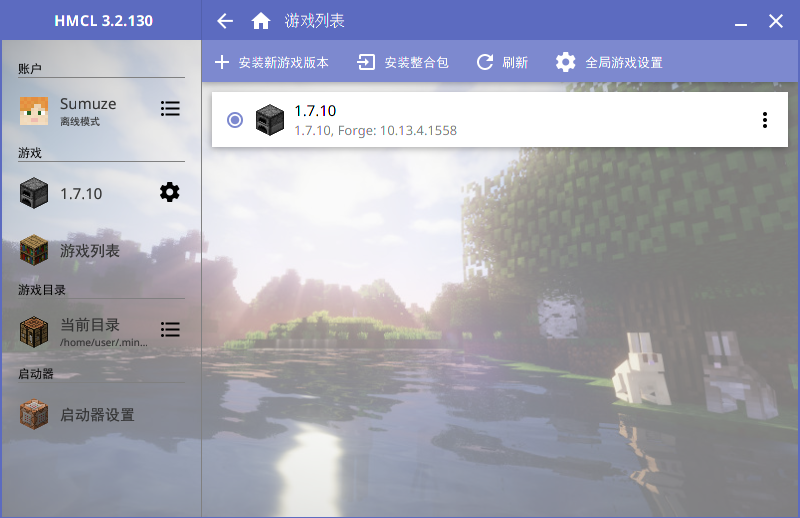 HMCL 3.2.130
游戏列表
安装新游戏版本
安装整合包
刷新
全局游戏设置
账户
Sumuze
离线模式
游戏
1.7.10
游戏列表
游戏目录
当前目录
/home/user/.min...
启动器
启动器设置
1.7.10
1.7.10, Forge: 10.13.4.1558